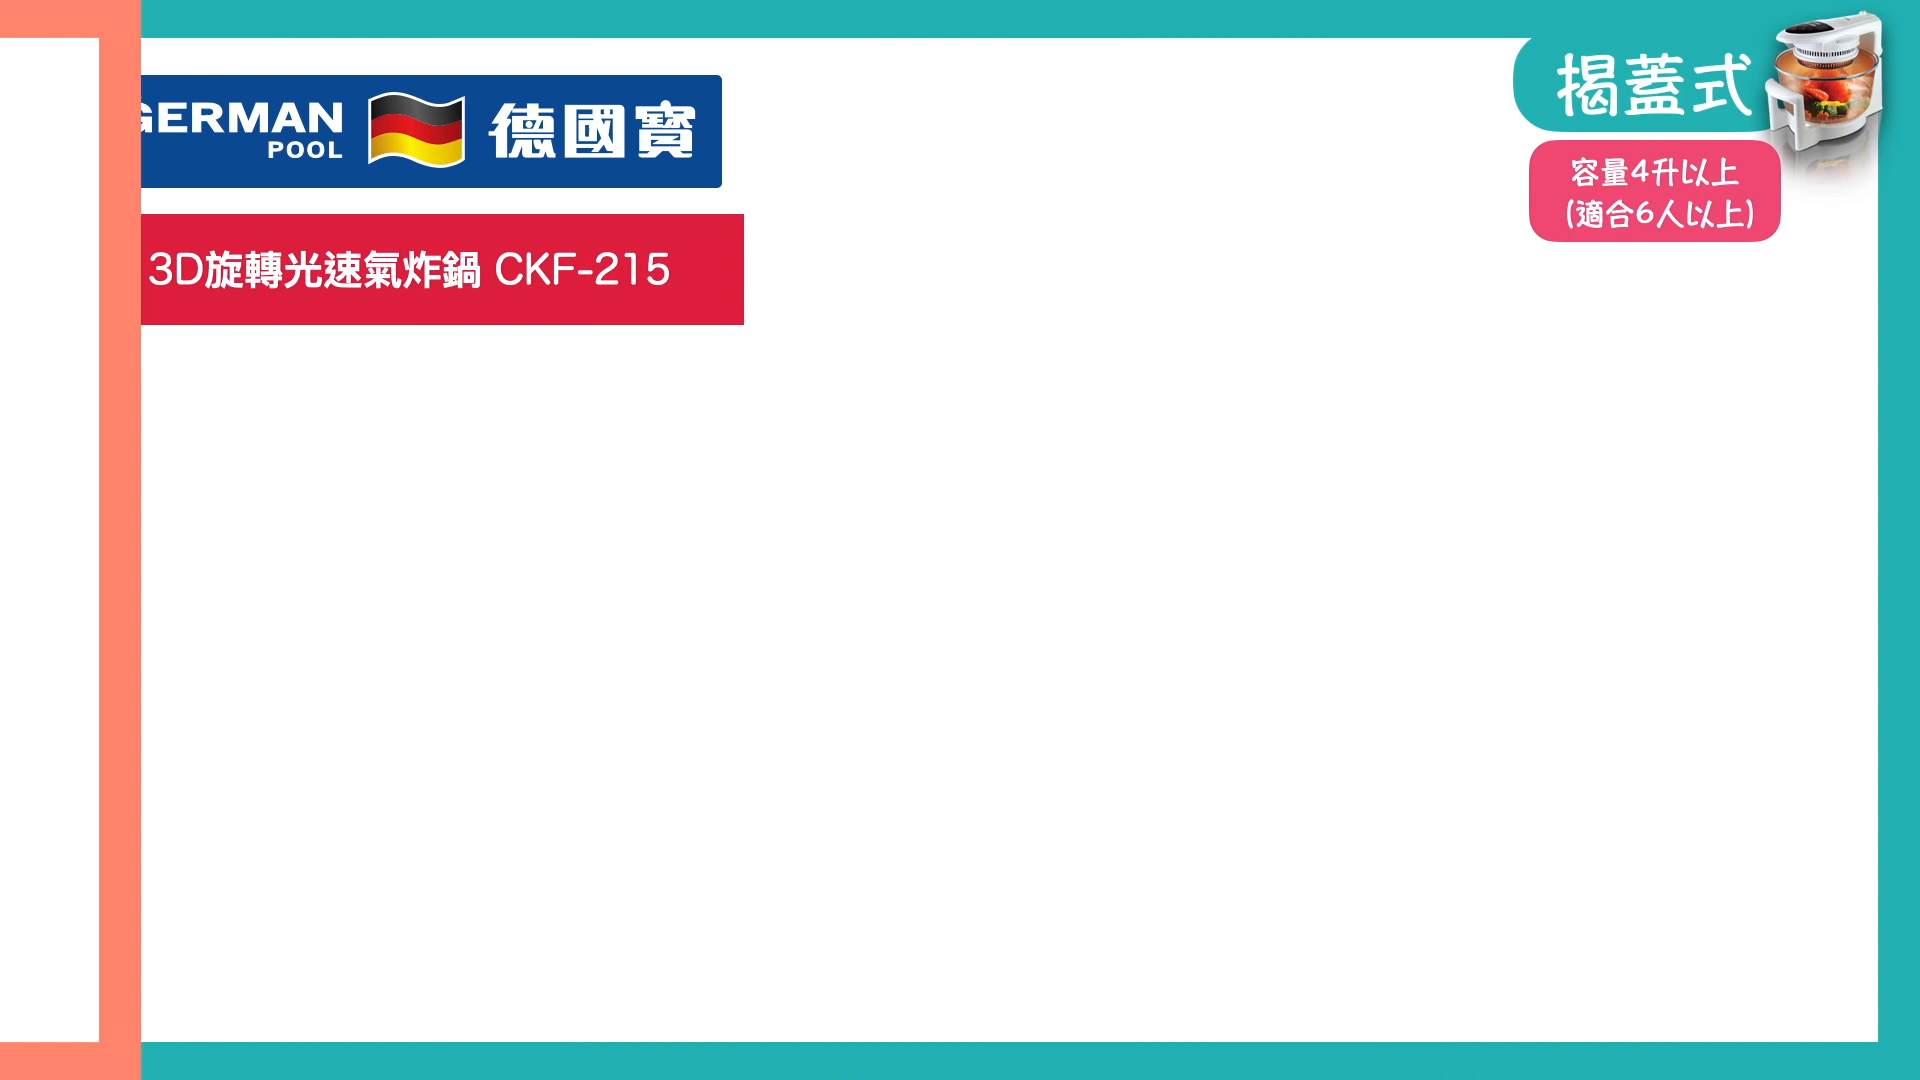 GERMAN
POOL
德國寶
3D旋轉光速氣炸鍋 CKF-215
揭蓋式
容量4升以上
(適合6人以上)